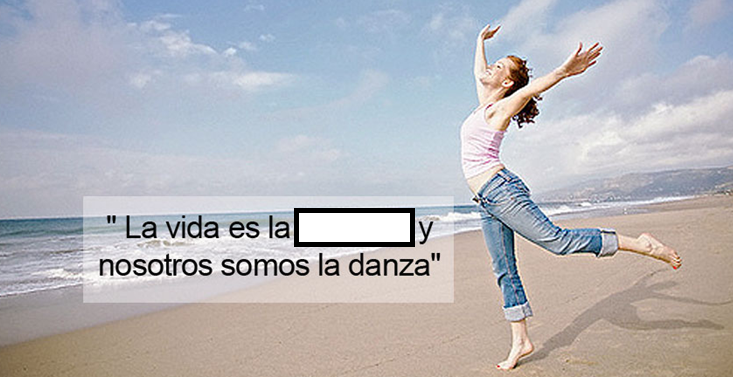 " La vida es la y
nosotros somos la danza"